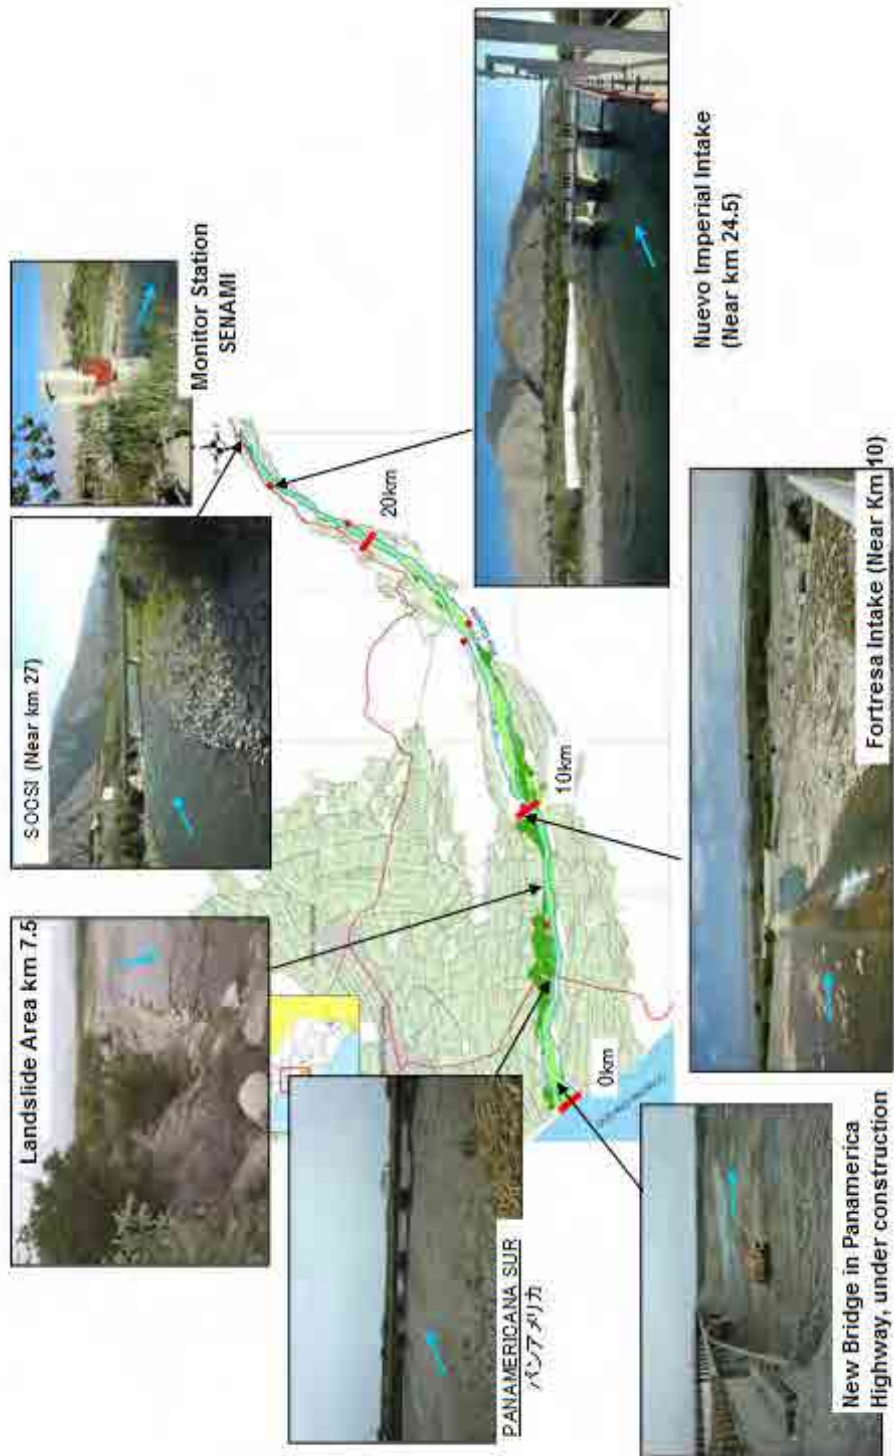 Landslide Area km 7.5
SOCSI (Near km 27)
Monitor Station
SENAMI
PANAMERICANA SUR
パンアメリカ
0km
10km
20km
New Bridge in Panamerica
Highway, under construction
Fortresa Intake (Near Km 10)
Nuevo Imperial Intake
(Near km 24.5)